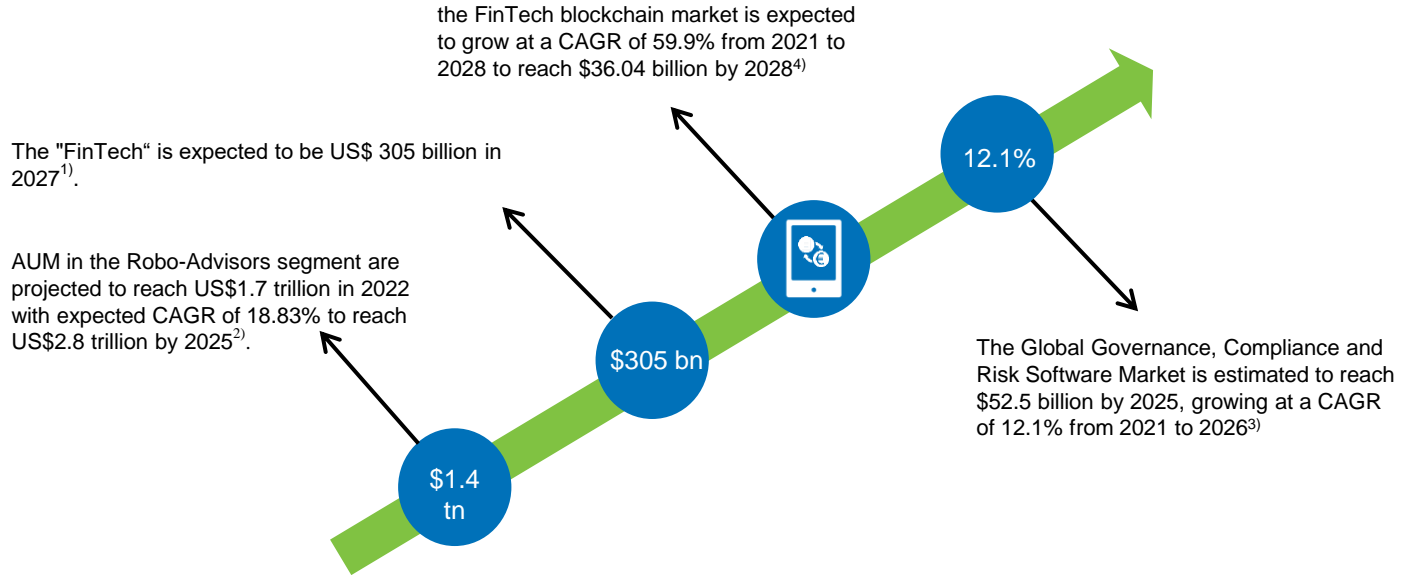 the FinTech blockchain market is expected
to grow at a CAGR of 59.9% from 2021 to
2028 to reach $36.04 billion by 20284)
The "FinTech“ is expected to be US$ 305 billion in
20271).
AUM in the Robo-Advisors segment are
projected to reach US$1.7 trillion in 2022
with expected CAGR of 18.83% to reach
US$2.8 trillion by 20252).
12.1%
$305 bn
$1.4
tn
The Global Governance, Compliance and
Risk Software Market is estimated to reach
$52.5 billion by 2025, growing at a CAGR
of 12.1% from 2021 to 20263)